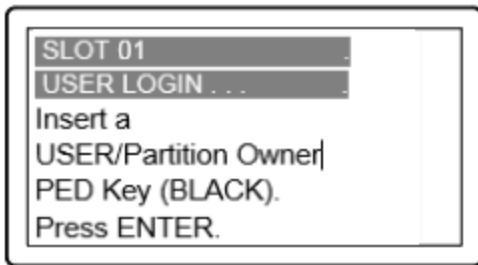 SLOT 01 .
USER LOGIN . . . .
Insert a
USER/Partition Owner
PED Key (BLACK).
Press ENTER.